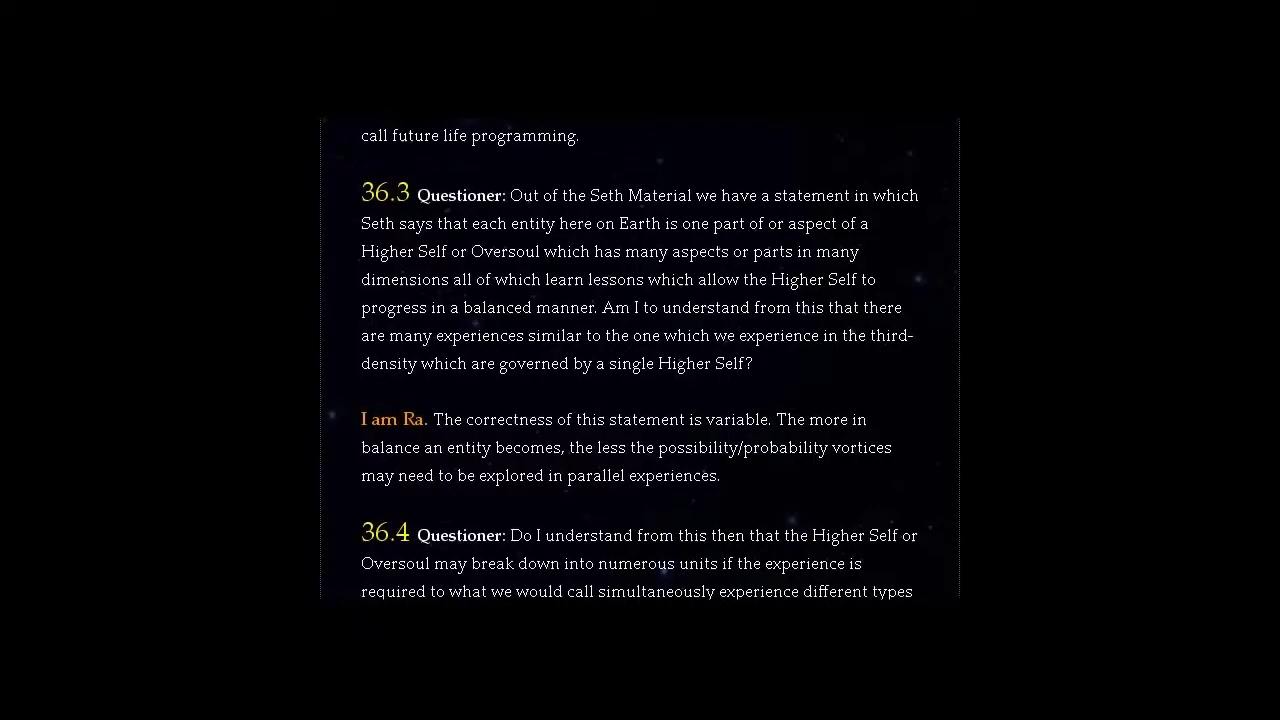 call future life programming.
36.3 Questioner: Out of the Seth Material we have a statement in which
Seth says that each entity here on Earth is one part of or aspect of a
Higher Self or Oversoul which has many aspects or parts in many
dimensions all of which learn lessons which allow the Higher Self to
progress in a balanced manner. Am I to understand from this that there
are many experiences similar to the one which we experience in the third-
density which are governed by a single Higher Self?
I am Ra. The correctness of this statement is variable. The more in
balance an entity becomes, the less the possibility/probability vortices
may need to be explored in parallel experiences.
36.4 Questioner: Do I understand from this then that the Higher Self or
Oversoul may break down into numerous units if the experience is
required to what we would call simultaneously experience different types